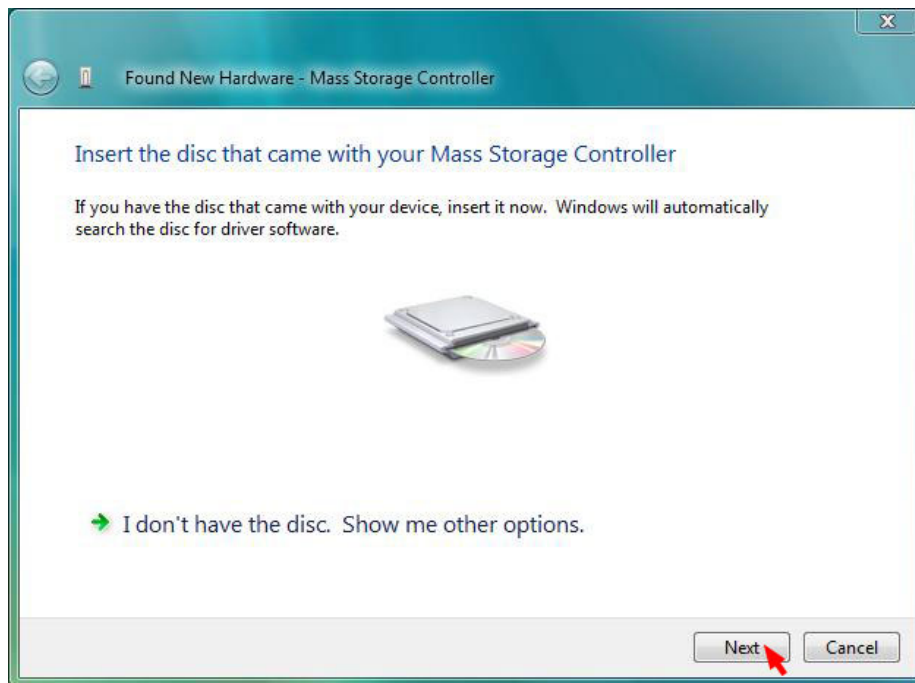 Found New Hardware - Mass Storage Controller
Insert the disc that came with your Mass Storage Controller
If you have the disc that came with your device, insert it now.  Windows will automatically
search the disc for driver software.
I don't have the disc.  Show me other options.
Next
Cancel